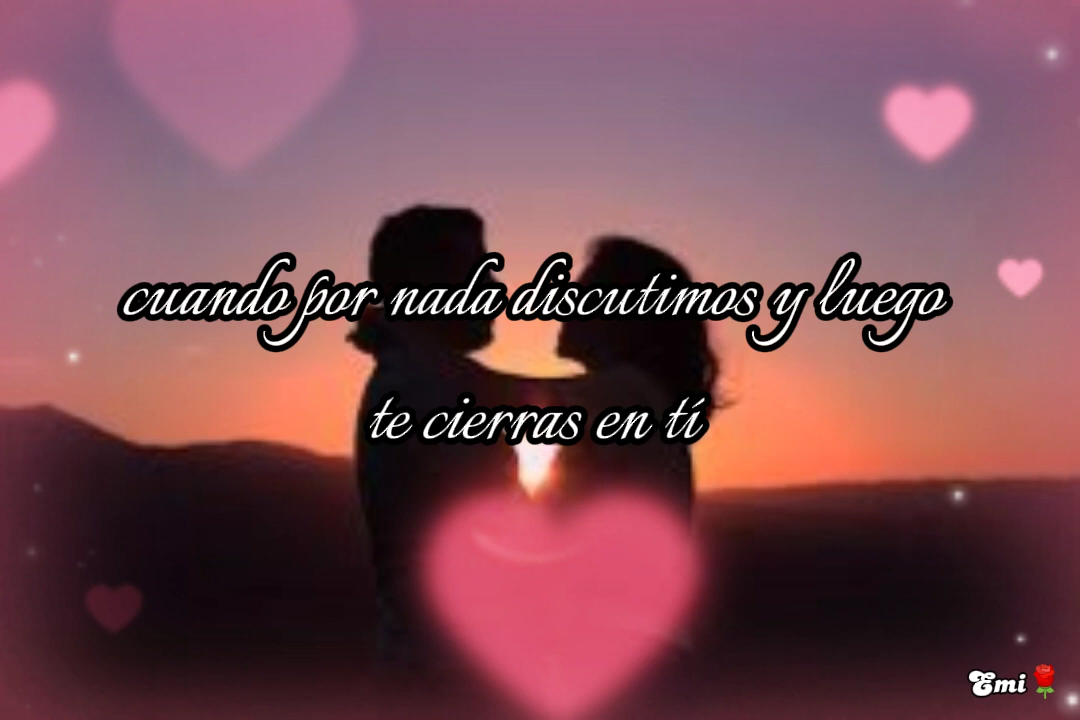 cuando por nada discutimos y luego
te cierras en tí
Emi🌹